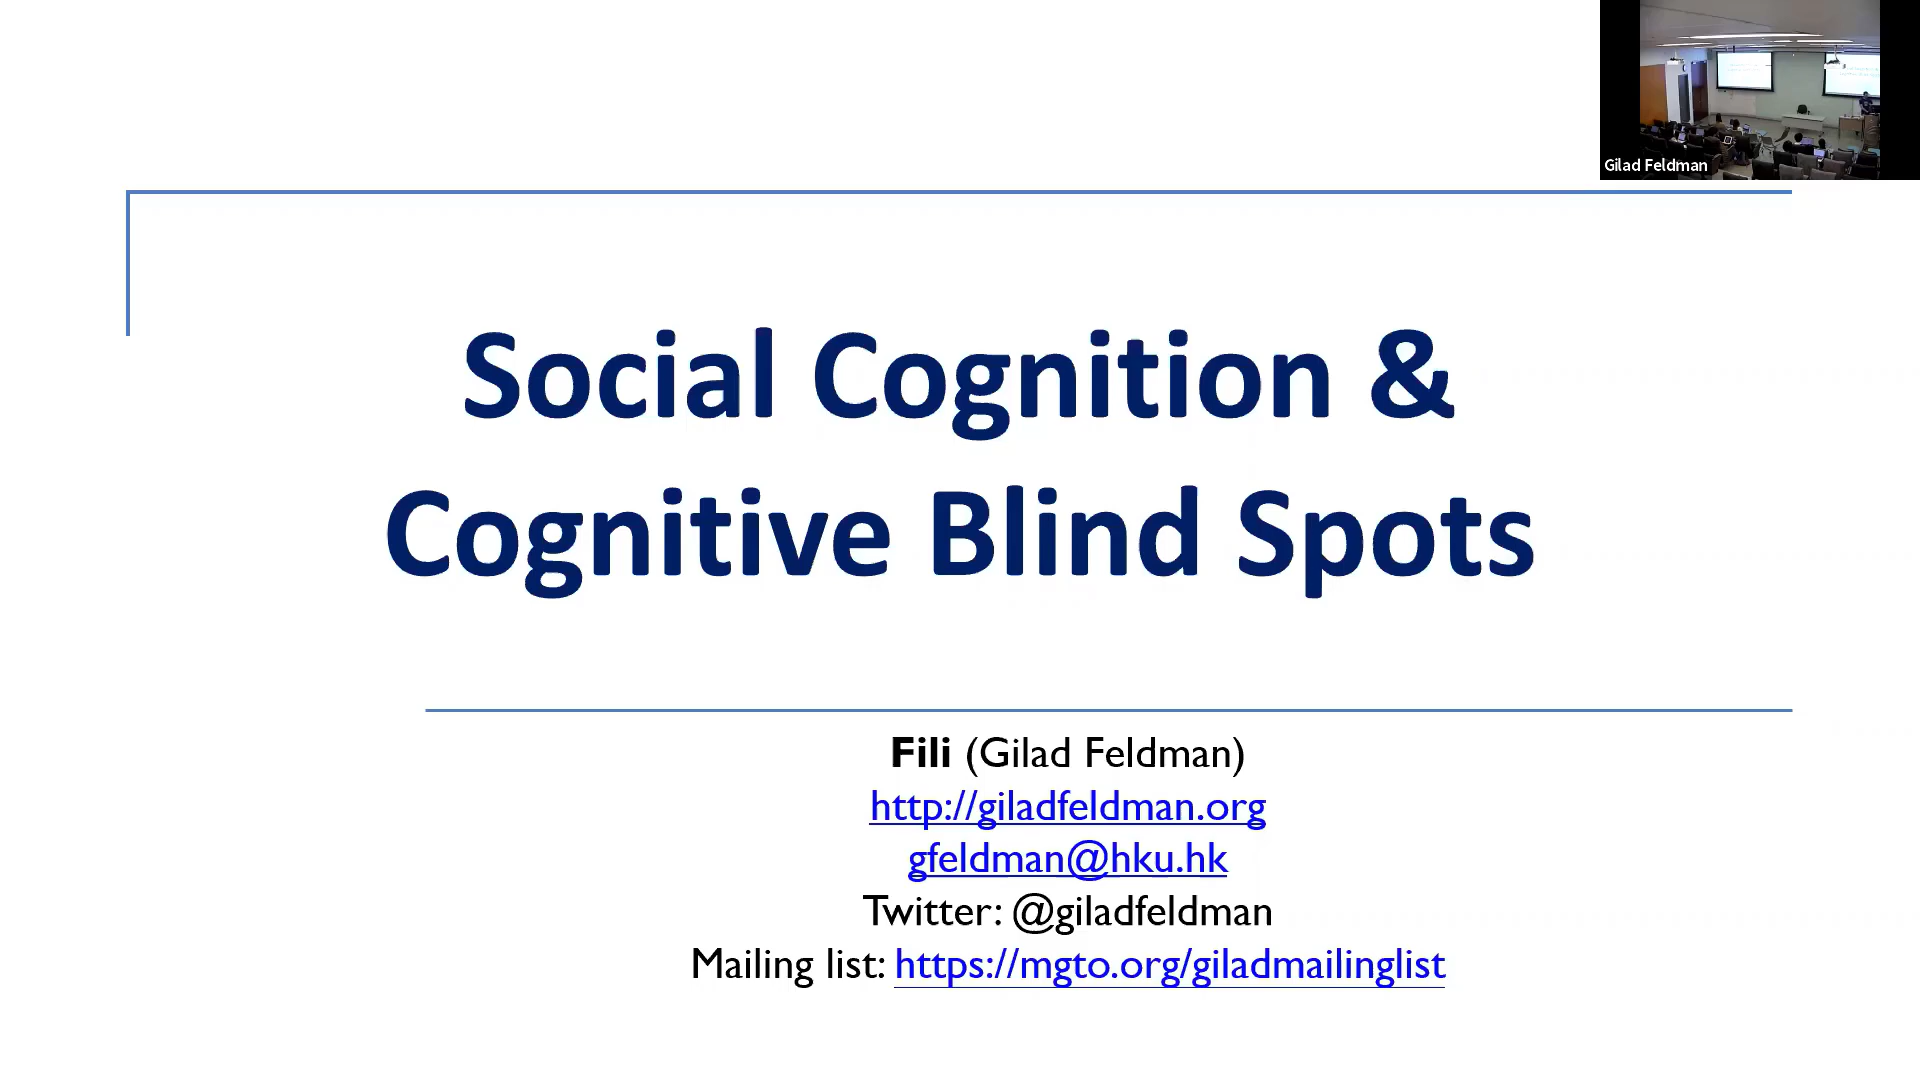 Gilad Feldman
Social Cognition &
Cognitive Blind Spots
Fili (Gilad Feldman)
http://giladfeldman.org
gfeldman@hku.hk
Twitter: @giladfeldman
Mailing list: https://mgto.org/giladmailinglist